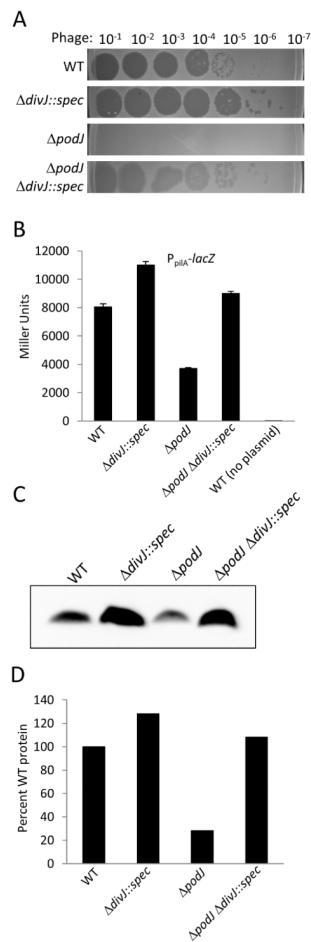 A
Phage: 10-1 10-2 10-3 10-4 10-5 10-6 10-7
WT
ΔdivJ::spec
ΔpodJ
ΔpodJ
ΔdivJ::spec
B
PpilA-lacZ
Miller Units
12000
10000
8000
6000
4000
2000
0
WT
ΔdivJ::spec
ΔpodJ
ΔpodJ ΔdivJ::spec
WT (no plasmid)
C
WT
ΔdivJ::spec
ΔpodJ
ΔpodJ ΔdivJ::spec
D
Percent WT protein
140
120
100
80
60
40
20
0
WT
ΔdivJ::spec
ΔpodJ
ΔpodJ ΔdivJ::spec